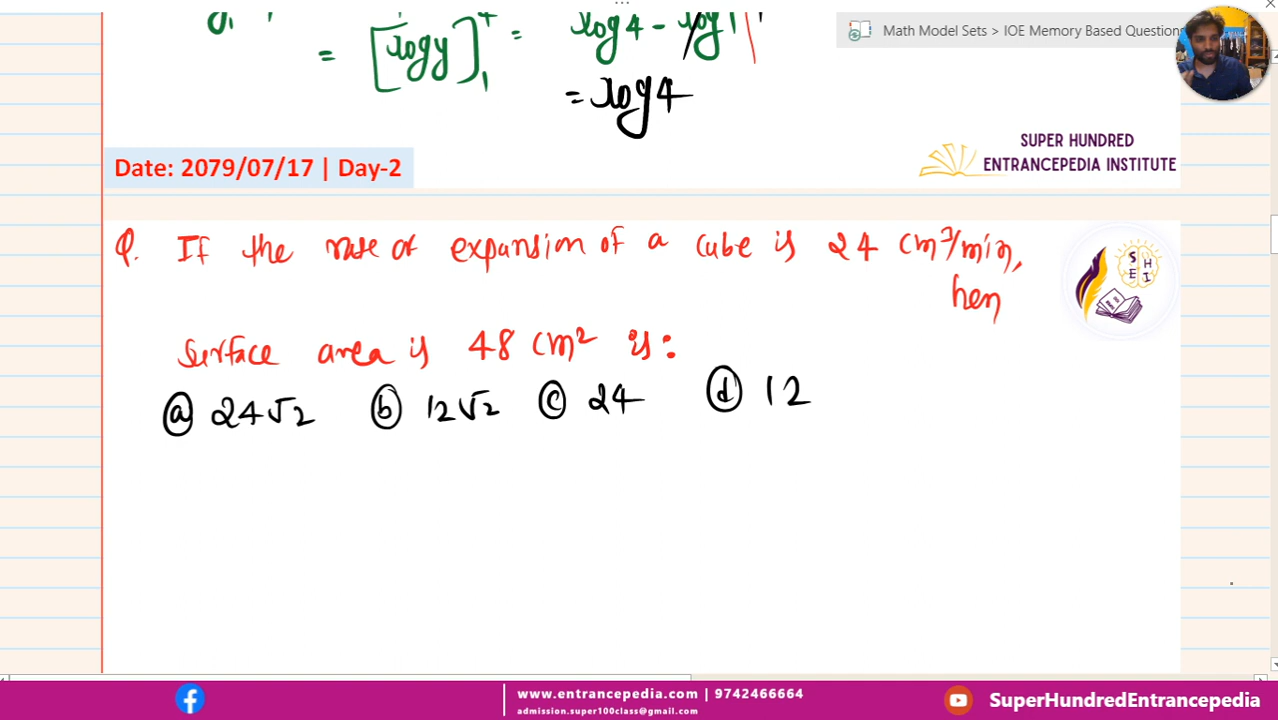 Math Model Sets > IOE Memory Based Question
= [log y]₁⁴ = log 4 - log 1
= log 4
SUPER HUNDRED
ENTRANCEPEDIA INSTITUTE
Date: 2079/07/17 | Day-2
Q. If the rate of expansion of a cube is 24 cm³/min,
hen
S H
E I
surface area is 48 cm² is:
ⓐ 24√2 ⓑ 12√2 ⓒ 24 ⓓ 12
www.entrancepedia.com | 9742466664
admission.super100class@gmail.com
SuperHundredEntrancepedia